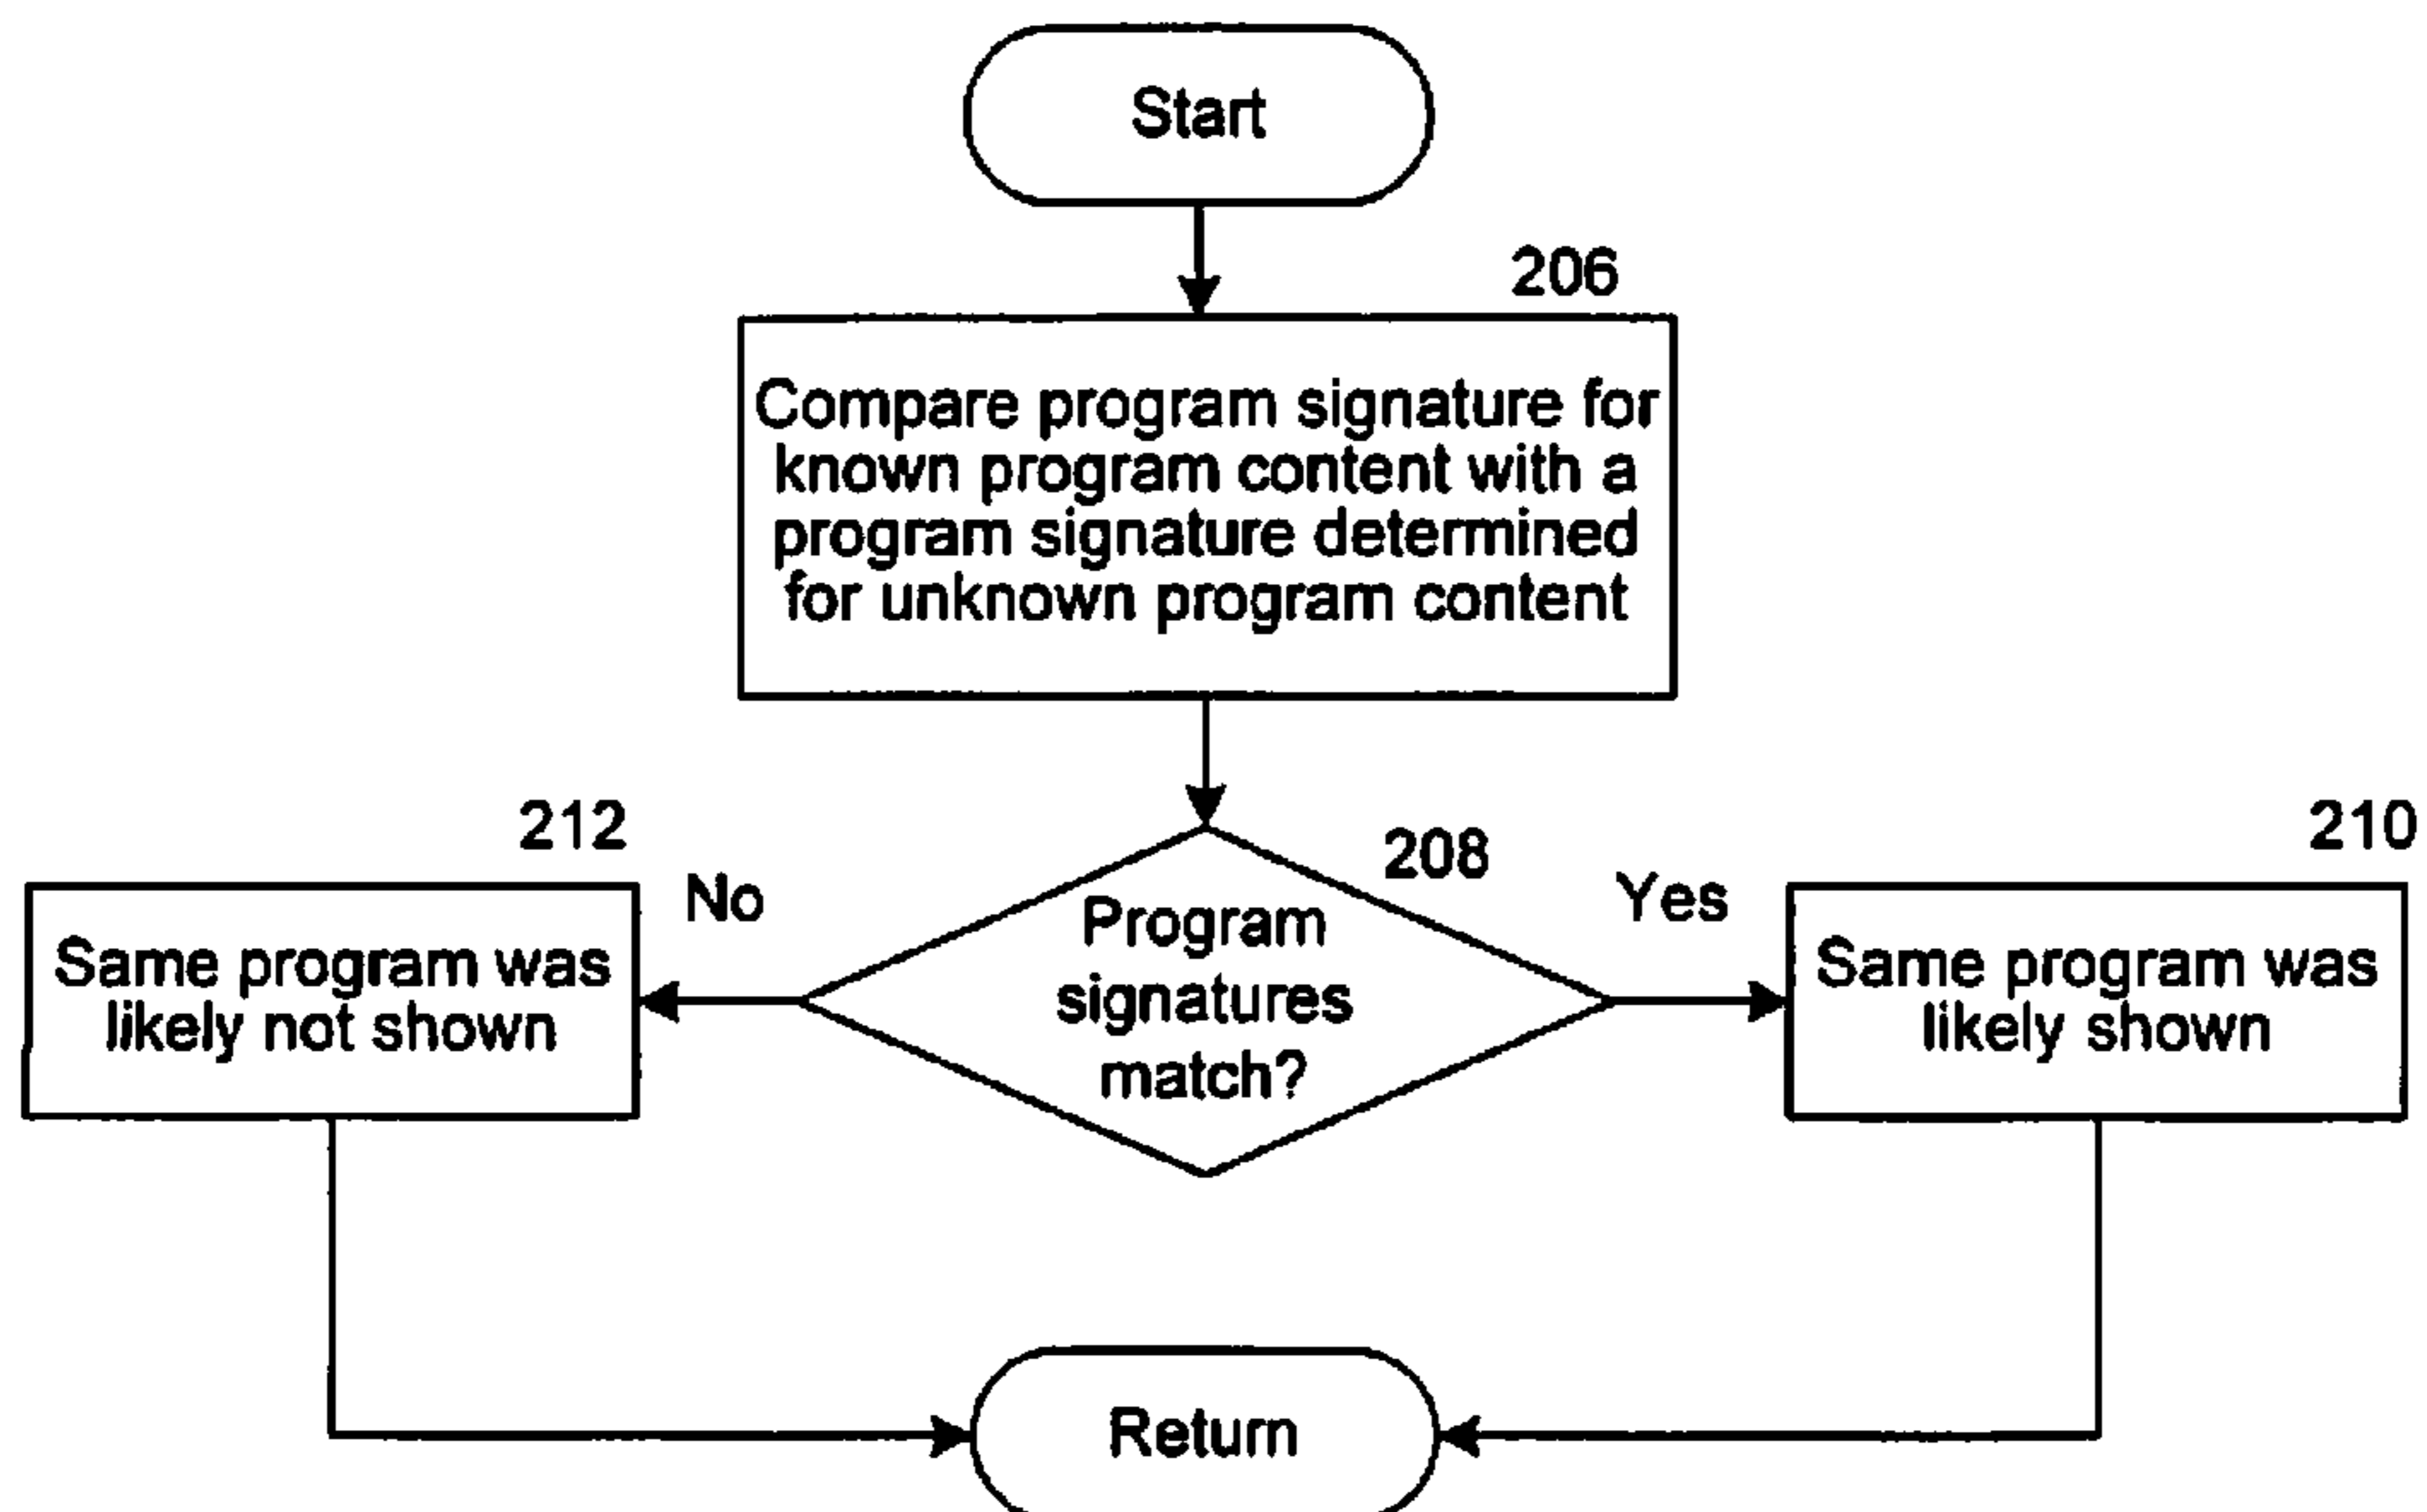 Start
206
Compare program signature for
known program content with a
program signature determined
for unknown program content
212
208
210
No
Yes
Same program was
likely not shown
Program
signatures
match?
Same program was
likely shown
Return